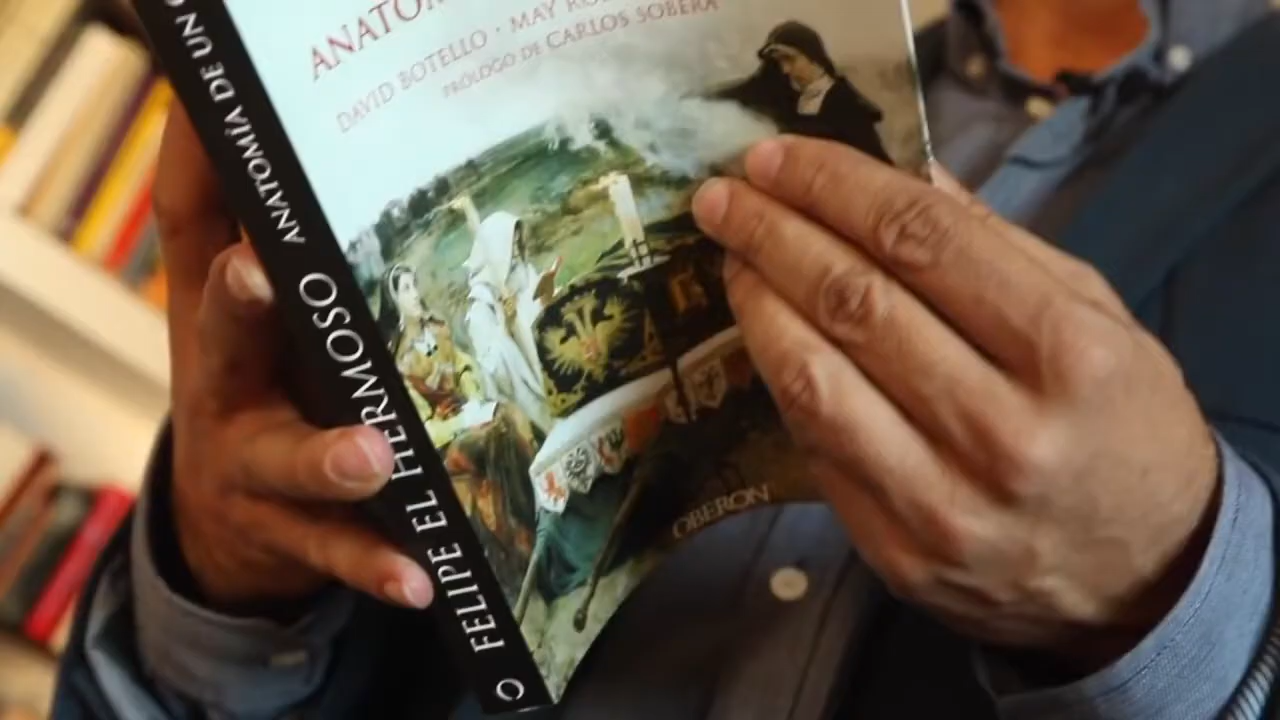 ANATOM
DAVID BOTELLO · MAY RO
PRÓLOGO DE CARLOS SOBERA
OBERON
FELIPE EL HERMOSO ANATOMÍA DE UN
O